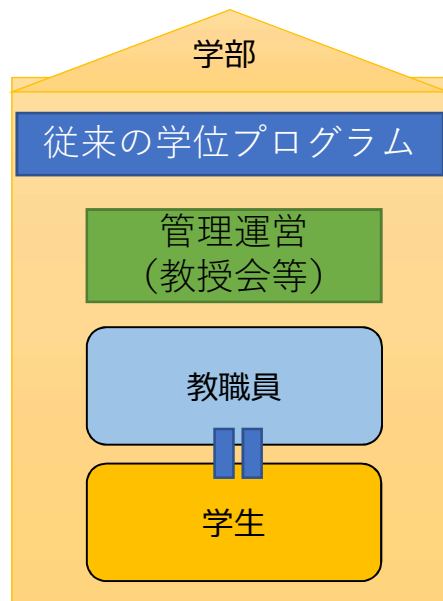 学部
従来の学位プログラム
管理運営
（教授会等）
教職員
学生